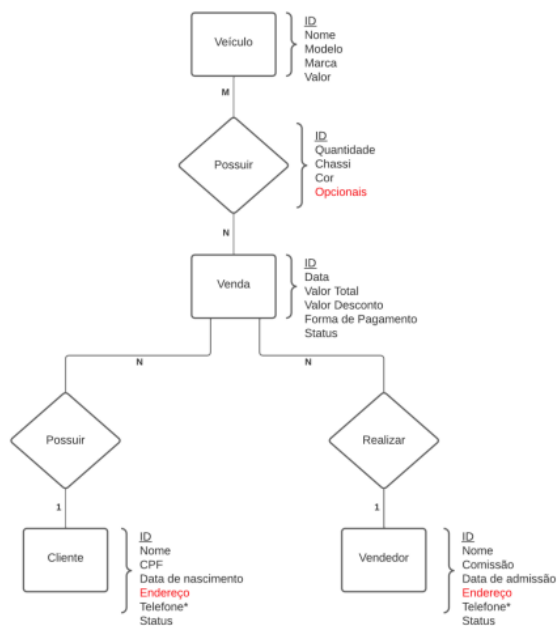 Veículo
ID
Nome
Modelo
Marca
Valor
M
Possuir
ID
Quantidade
Chassi
Cor
Opcionais
N
Venda
ID
Data
Valor Total
Valor Desconto
Forma de Pagamento
Status
N
N
Possuir
Realizar
1
1
Cliente
ID
Nome
CPF
Data de nascimento
Endereço
Telefone*
Status
Vendedor
ID
Nome
Comissão
Data de admissão
Endereço
Telefone*
Status